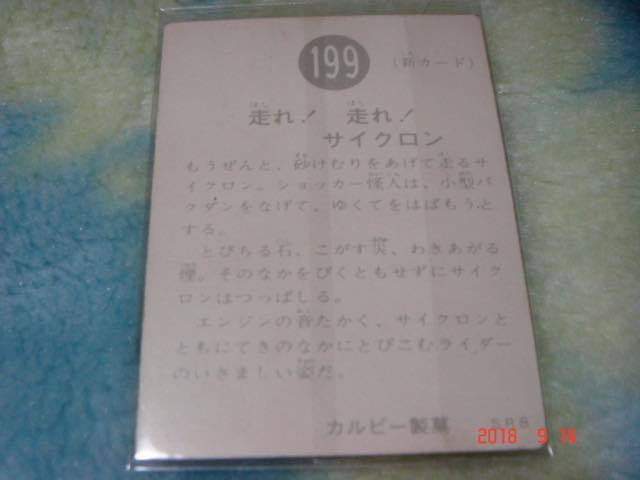 199
(新カード)
走れ! 走れ!
サイクロン
もうぜんと、砂けむりをあげて走るサ
イクロン。ショッカー怪人は、小型バ
クダンをなげて、ゆくてをはばもうと
する。
とびちる石、こがす炎、わきあがる
煙。そのなかをびくともせずにサイク
ロンはつっぱしる。
エンジンの音たかく、サイクロンと
ともにてきのなかにとびこむライダー
のいさましい姿だ。
カルビー製菓 SR8
2018 9 14